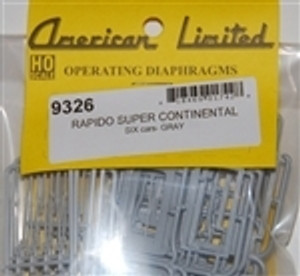 American Limited
HO
SCALE
OPERATING DIAPHRAGMS
9326
RAPIDO SUPER CONTINENTAL
SIX cars- GRAY